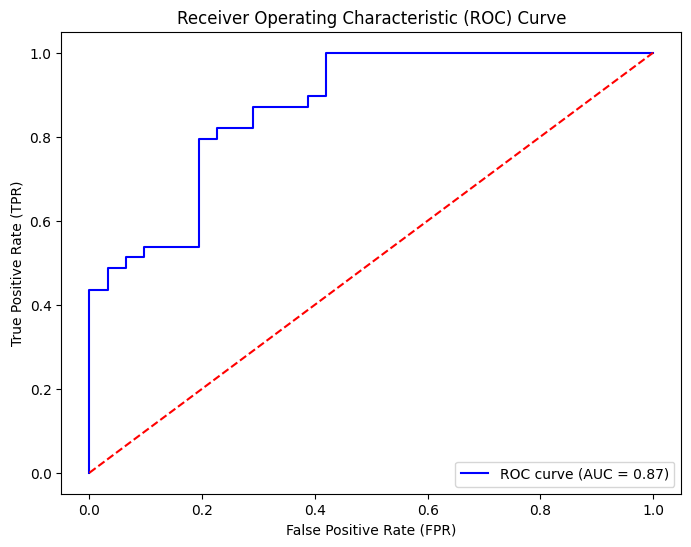 Receiver Operating Characteristic (ROC) Curve
True Positive Rate (TPR)
1.0
0.8
0.6
0.4
0.2
0.0
ROC curve (AUC = 0.87)
0.0 0.2 0.4 0.6 0.8 1.0
False Positive Rate (FPR)